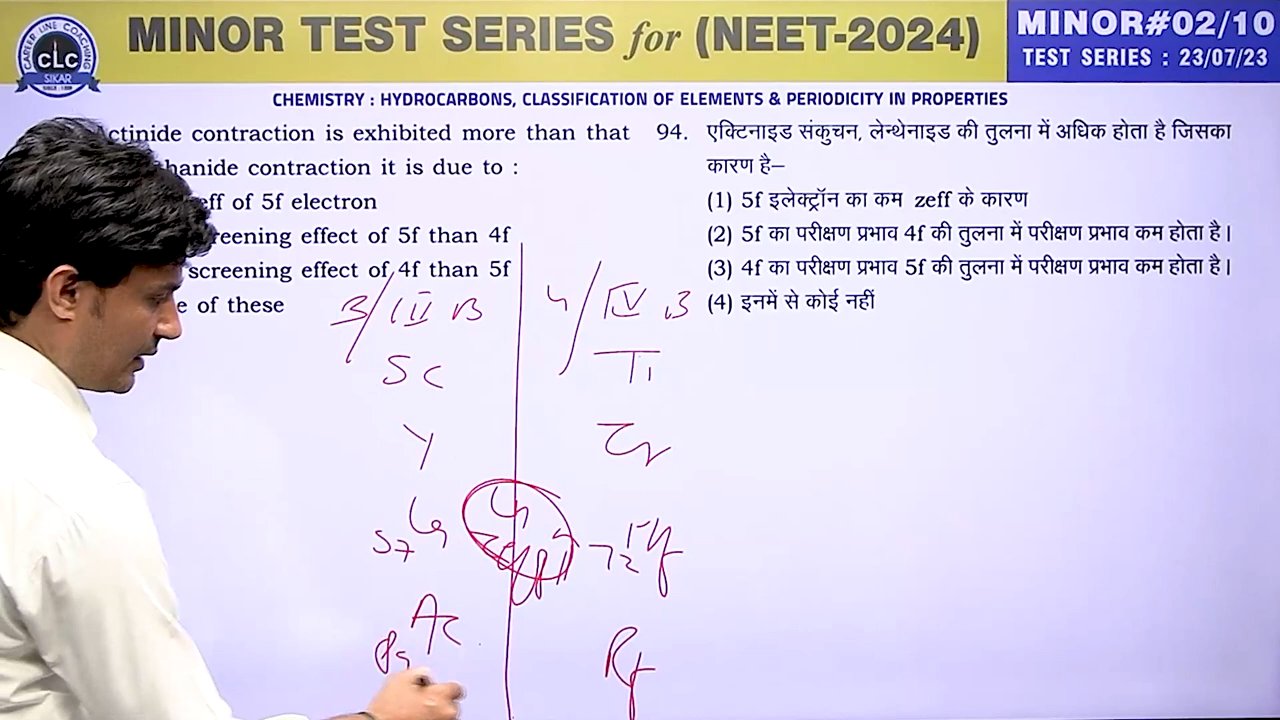 MINOR TEST SERIES for (NEET-2024)
MINOR#02/10
TEST SERIES : 23/07/23
CAREER LINE COACHING
CLC
SIKAR
CHEMISTRY : HYDROCARBONS, CLASSIFICATION OF ELEMENTS & PERIODICITY IN PROPERTIES
ctinide contraction is exhibited more than that
hanide contraction it is due to :
eff of 5f electron
reening effect of 5f than 4f
screening effect of 4f than 5f
e of these
94. एक्टिनाइड संकुचन, लेन्थेनाइड की तुलना में अधिक होता है जिसका
कारण है–
(1) 5f इलेक्ट्रॉन का कम zeff के कारण
(2) 5f का परीक्षण प्रभाव 4f की तुलना में परीक्षण प्रभाव कम होता है।
(3) 4f का परीक्षण प्रभाव 5f की तुलना में परीक्षण प्रभाव कम होता है।
(4) इनमें से कोई नहीं
3/III B
4/IV B
Sc
Ti
Y
Zr
57 La
72 Hf
Ac
Rf